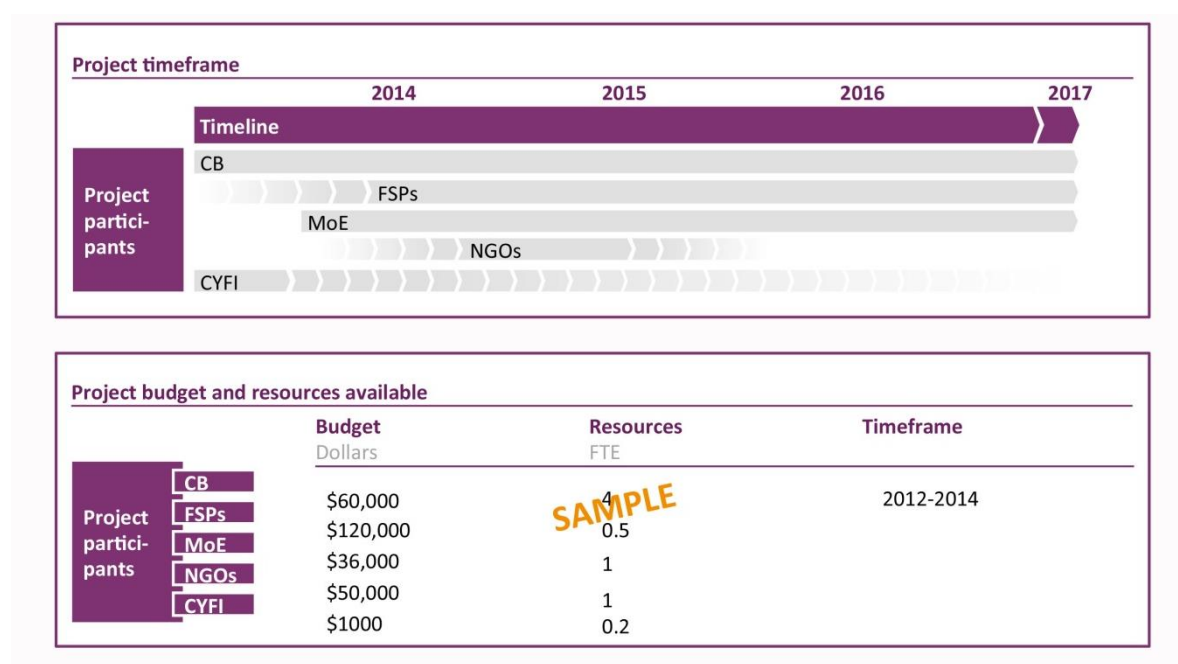 Project timeframe
2014 2015 2016 2017
Timeline
CB
FSPs
MoE
NGOs
CYFI
Project
partici-
pants
Project budget and resources available
Budget Resources Timeframe
Dollars FTE
Project
partici-
pants
CB
FSPs
MoE
NGOs
CYFI
$60,000 4 2012-2014
$120,000 0.5
$36,000 1
$50,000 1
$1000 0.2
SAMPLE